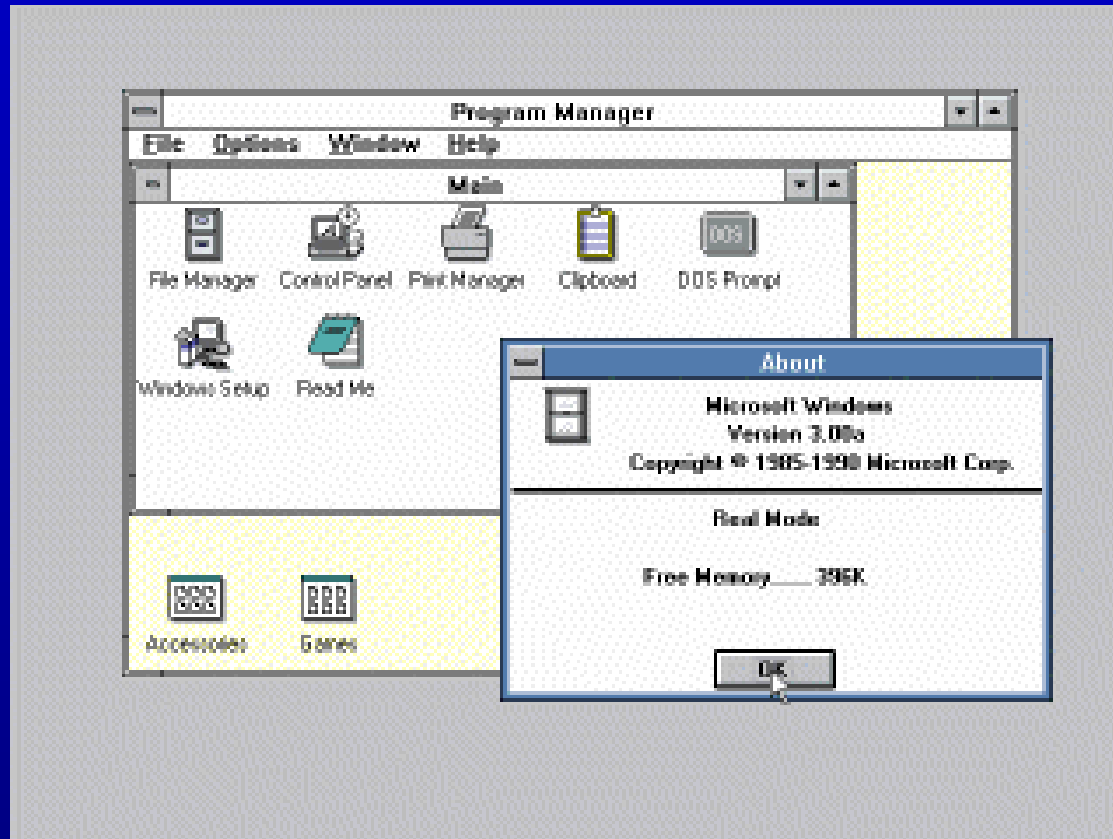 Program Manager
File Options Window Help
Main
File Manager Control Panel Print Manager Clipboard DOS Prompt
DOS
Windows Setup Read Me
About
Microsoft Windows
Version 3.00a
Copyright © 1985-1990 Microsoft Corp.
Real Mode
Free Memory 396K
Accessories Games
OK